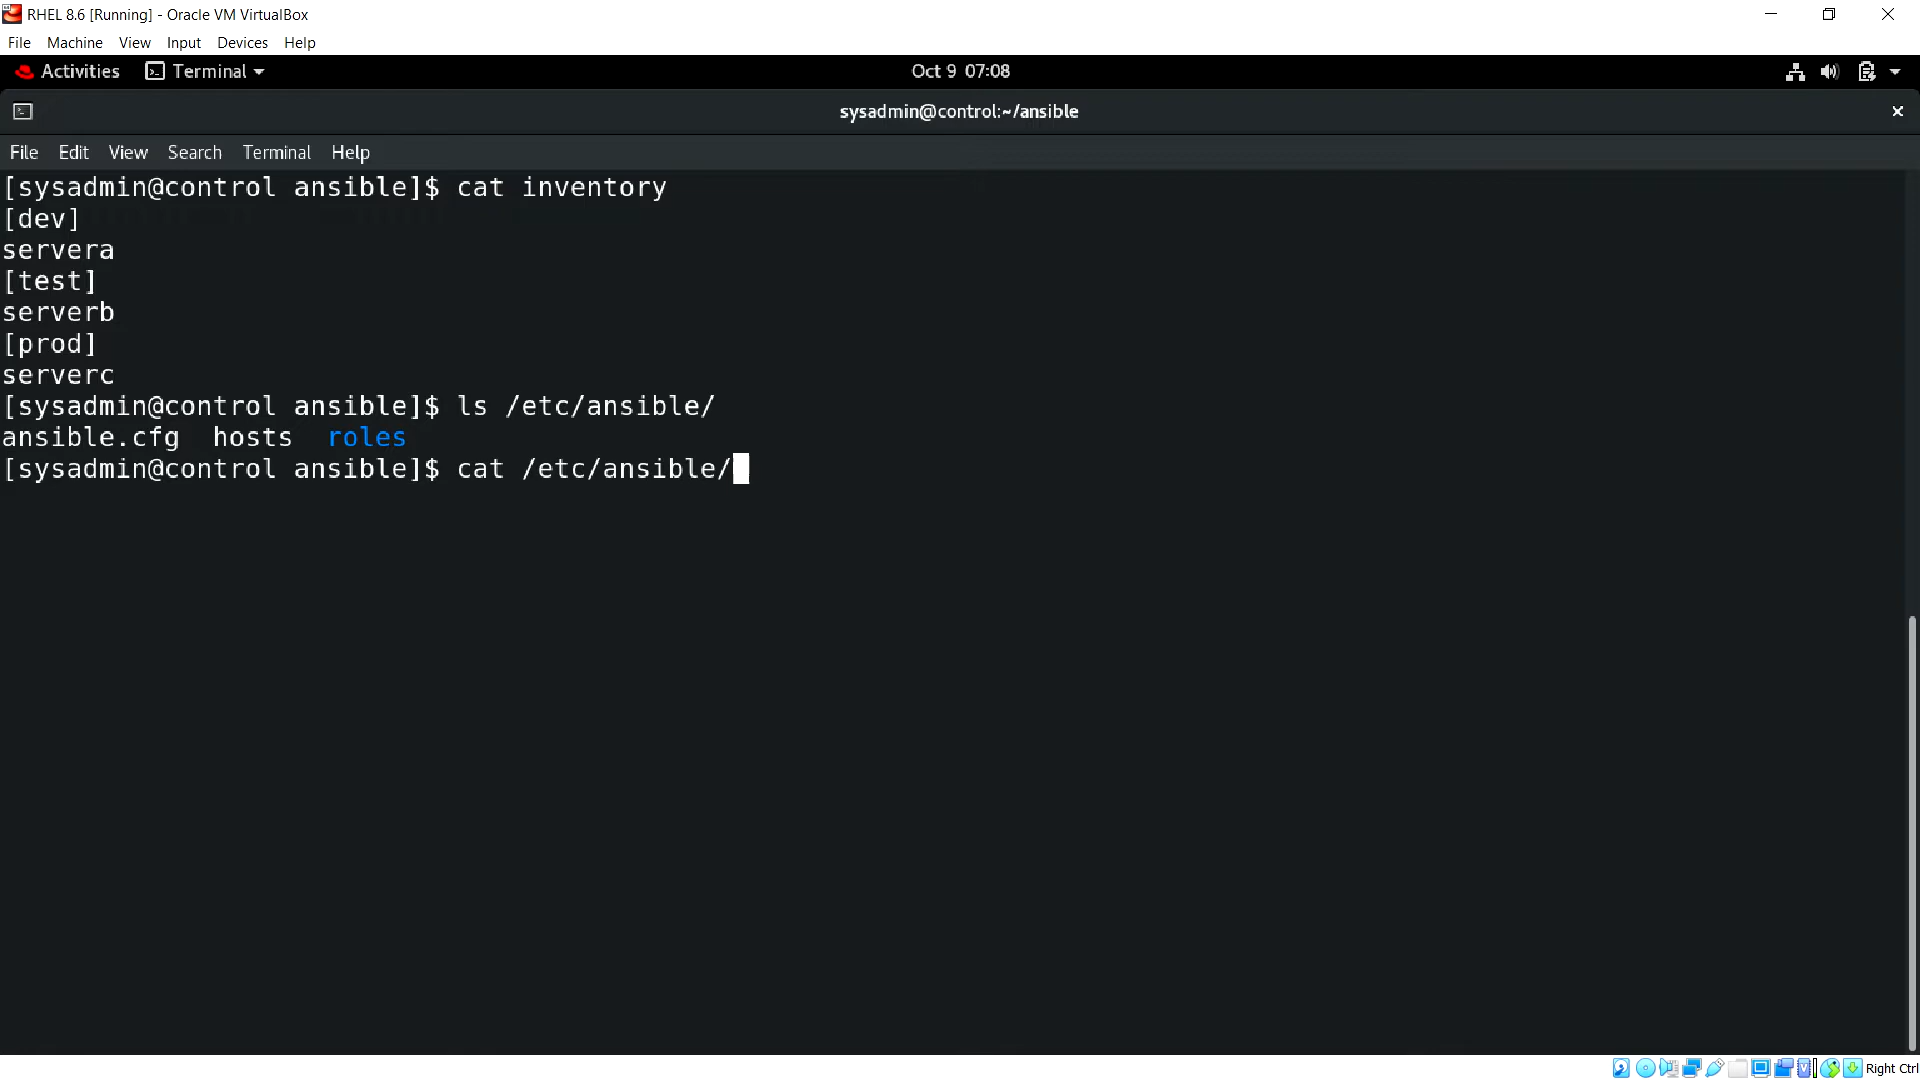 RHEL 8.6 [Running] - Oracle VM VirtualBox
File Machine View Input Devices Help
Activities Terminal Oct 9 07:08
sysadmin@control:~/ansible
File Edit View Search Terminal Help
[sysadmin@control ansible]$ cat inventory
[dev]
servera
[test]
serverb
[prod]
serverc
[sysadmin@control ansible]$ ls /etc/ansible/
ansible.cfg hosts roles
[sysadmin@control ansible]$ cat /etc/ansible/
Right Ctrl